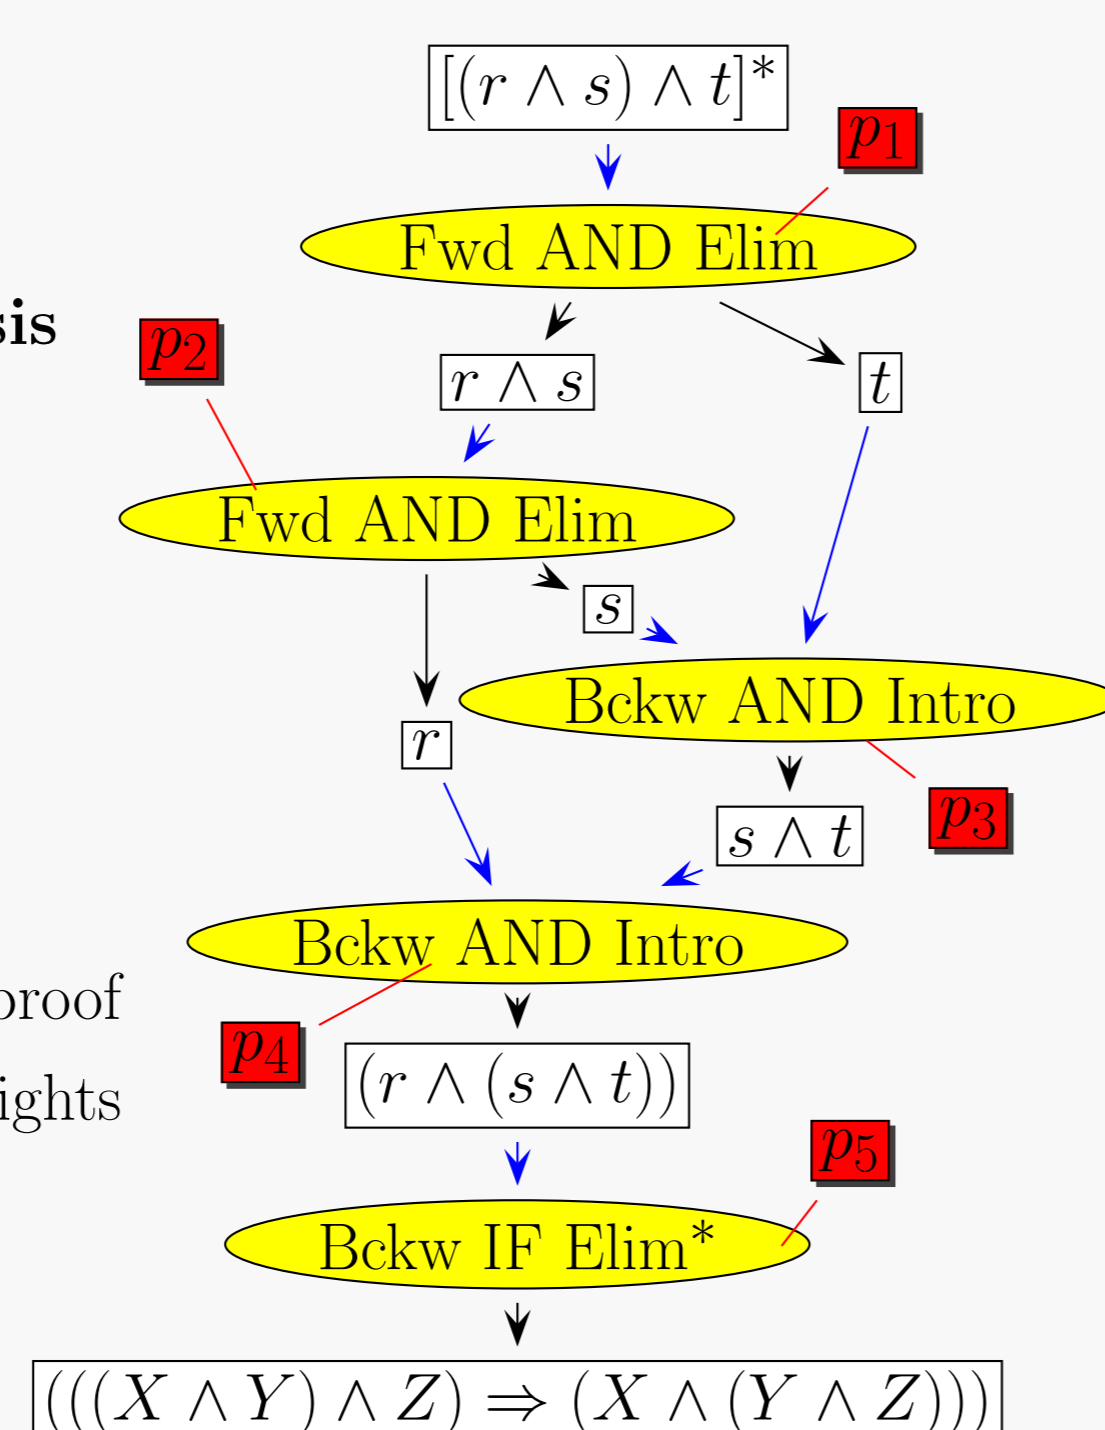 [(r ∧ s) ∧ t]*
p1
Fwd AND Elim
sis
p2
r ∧ s
t
Fwd AND Elim
s
Bckw AND Intro
r
p3
s ∧ t
Bckw AND Intro
proof
p4
(r ∧ (s ∧ t))
ights
p5
Bckw IF Elim*
(((X ∧ Y) ∧ Z) ⇒ (X ∧ (Y ∧ Z)))